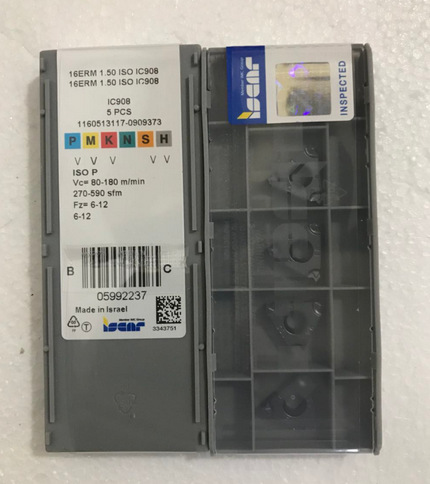 16ERM 1.50 ISO IC908
16ERM 1.50 ISO IC908
IC908
5 PCS
1160513117-0909373
P M K N S H
V V V V V
ISO P
Vc= 80-180 m/min
270-590 sfm
Fz= 6-12
6-12
B C
05992237
Made in Israel
iscar
3343751
T
iscar
INSPECTED